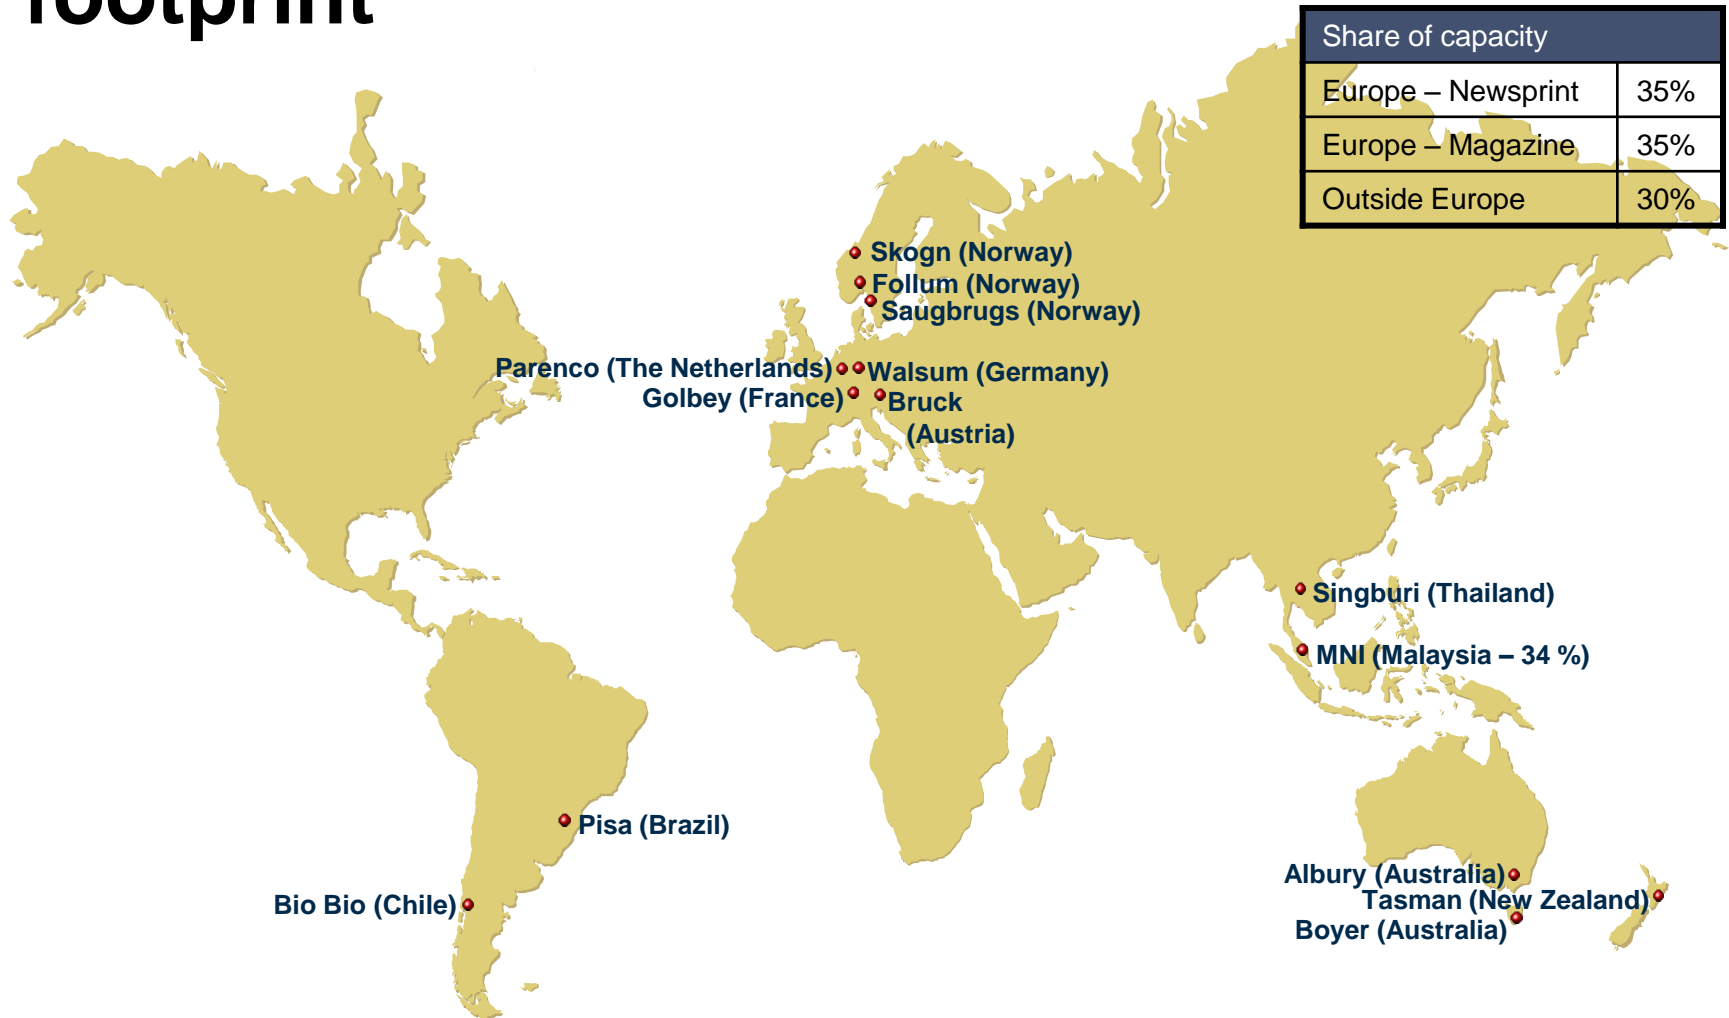 footprint
Share of capacity
Europe – Newsprint 35%
Europe – Magazine 35%
Outside Europe 30%
Skogn (Norway)
Follum (Norway)
Saugbrugs (Norway)
Parenco (The Netherlands)
Walsum (Germany)
Golbey (France)
Bruck
(Austria)
Singburi (Thailand)
MNI (Malaysia – 34 %)
Pisa (Brazil)
Bio Bio (Chile)
Albury (Australia)
Tasman (New Zealand)
Boyer (Australia)